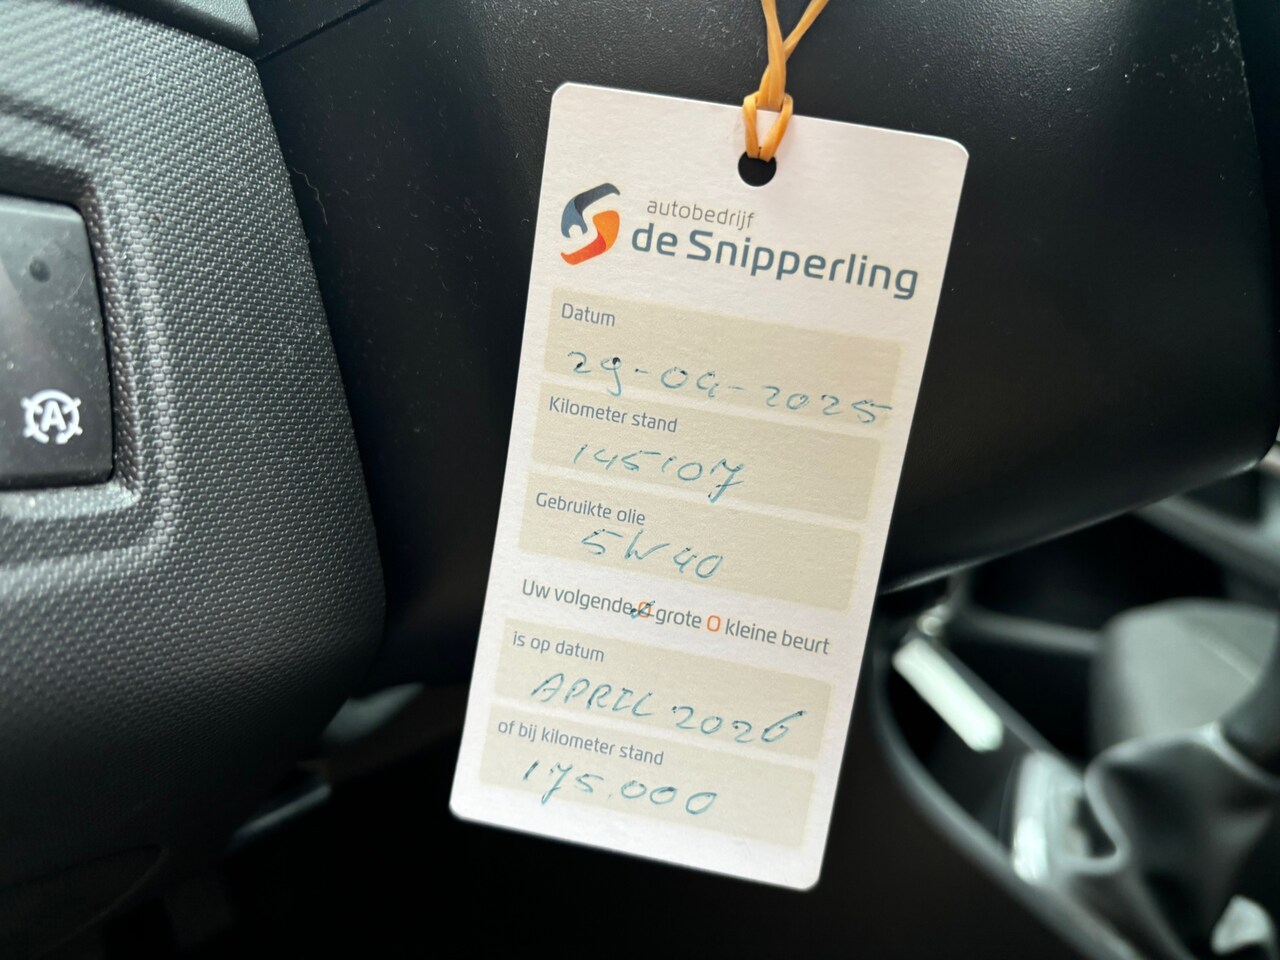 autobedrijf
de Snipperling
Datum
29-04-2025
Kilometer stand
145107
Gebruikte olie
5W40
Uw volgende O grote O kleine beurt
is op datum
APRIL 2026
of bij kilometer stand
175.000
A